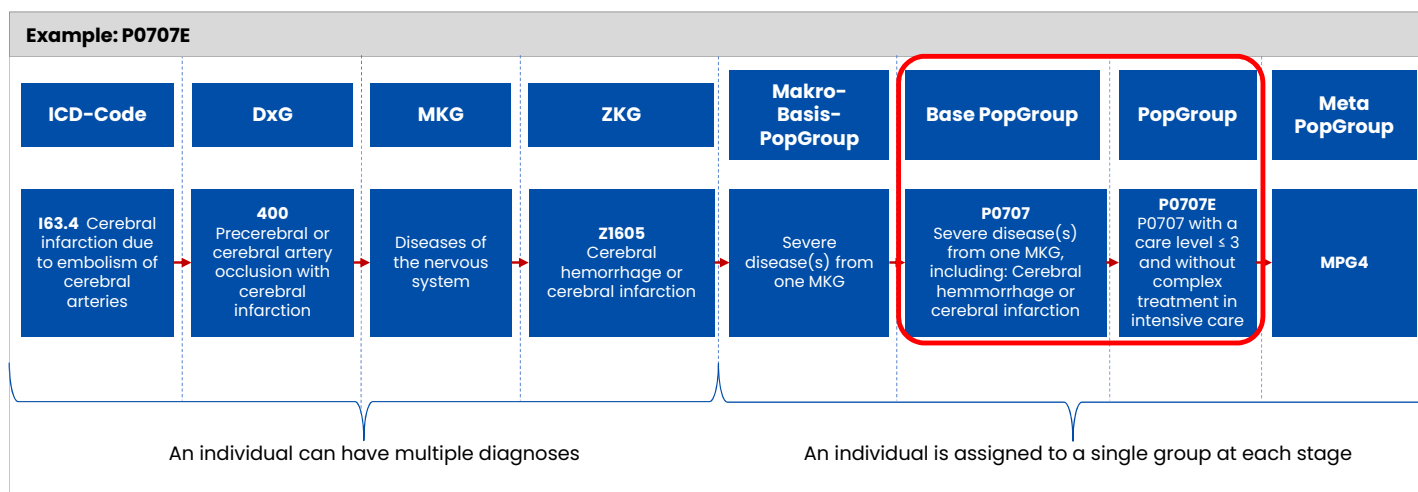 Example: P0707E
ICD-Code
DxG
MKG
ZKG
Makro-
Basis-
PopGroup
Base PopGroup
PopGroup
Meta
PopGroup
I63.4 Cerebral
infarction due
to embolism of
cerebral
arteries
400
Precerebral or
cerebral artery
occlusion with
cerebral
infarction
Diseases of
the nervous
system
Z1605
Cerebral
hemorrhage or
cerebral infarction
Severe
disease(s) from
one MKG
P0707
Severe disease(s)
from one MKG,
including: Cerebral
hemmorrhage or
cerebral infarction
P0707E
P0707 with a
care level ≤ 3
and without
complex
treatment in
intensive care
MPG4
An individual can have multiple diagnoses
An individual is assigned to a single group at each stage